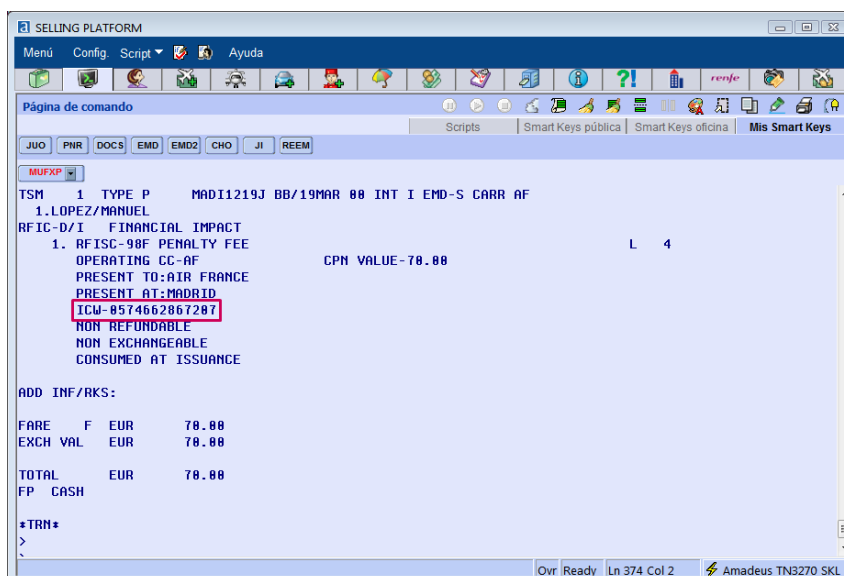 a SELLING PLATFORM
Menú Config. Script Ayuda
?! i renfe
Página de comando
Scripts Smart Keys pública Smart Keys oficina Mis Smart Keys
JUO PNR DOCS EMD EMD2 CHO JI REEM
MUFXP
TSM 1 TYPE P MADI1219J BB/19MAR 00 INT I EMD-S CARR AF
1.LOPEZ/MANUEL
RFIC-D/I FINANCIAL IMPACT
1. RFISC-98F PENALTY FEE L 4
OPERATING CC-AF CPN VALUE-70.00
PRESENT TO:AIR FRANCE
PRESENT AT:MADRID
ICW-0574662867207
NON REFUNDABLE
NON EXCHANGEABLE
CONSUMED AT ISSUANCE
ADD INF/RKS:
FARE F EUR 70.00
EXCH VAL EUR 70.00
TOTAL EUR 70.00
FP CASH
*TRN*
>
Ovr Ready Ln 374 Col 2 Amadeus TN3270 SKL